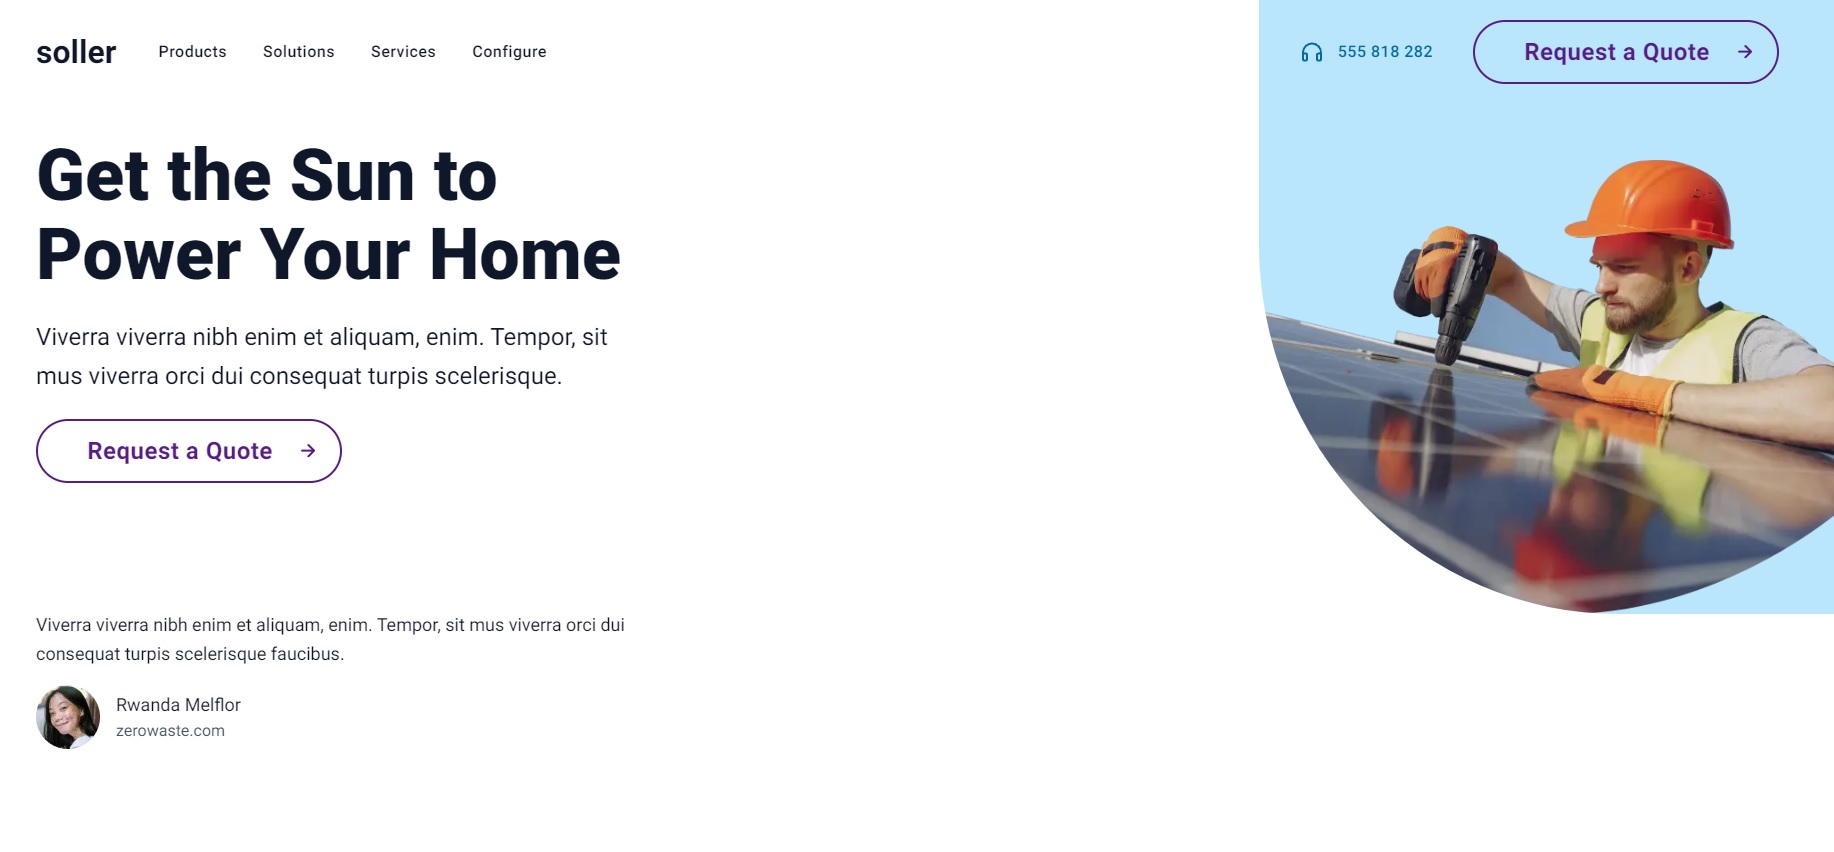 soller
Products
Solutions
Services
Configure
555 818 282
Request a Quote
Get the Sun to
Power Your Home
Viverra viverra nibh enim et aliquam, enim. Tempor, sit
mus viverra orci dui consequat turpis scelerisque.
Request a Quote
Viverra viverra nibh enim et aliquam, enim. Tempor, sit mus viverra orci dui
consequat turpis scelerisque faucibus.
Rwanda Melflor
zerowaste.com